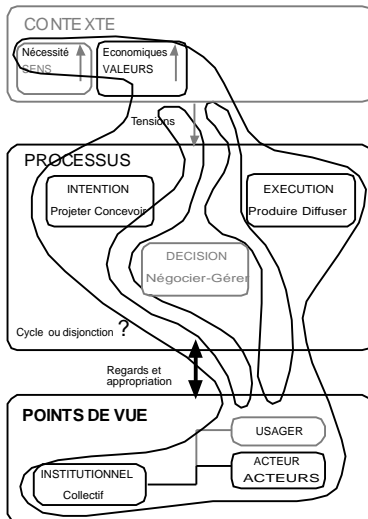 CONTEXTE
Nécessité
SENS
Economiques
VALEURS
Tensions
PROCESSUS
INTENTION
Projeter Concevoir
EXECUTION
Produire Diffuser
DECISION
Négocier-Gérer
Cycle ou disjonction ?
Regards et
appropriation
POINTS DE VUE
USAGER
INSTITUTIONNEL
Collectif
ACTEUR
ACTEURS